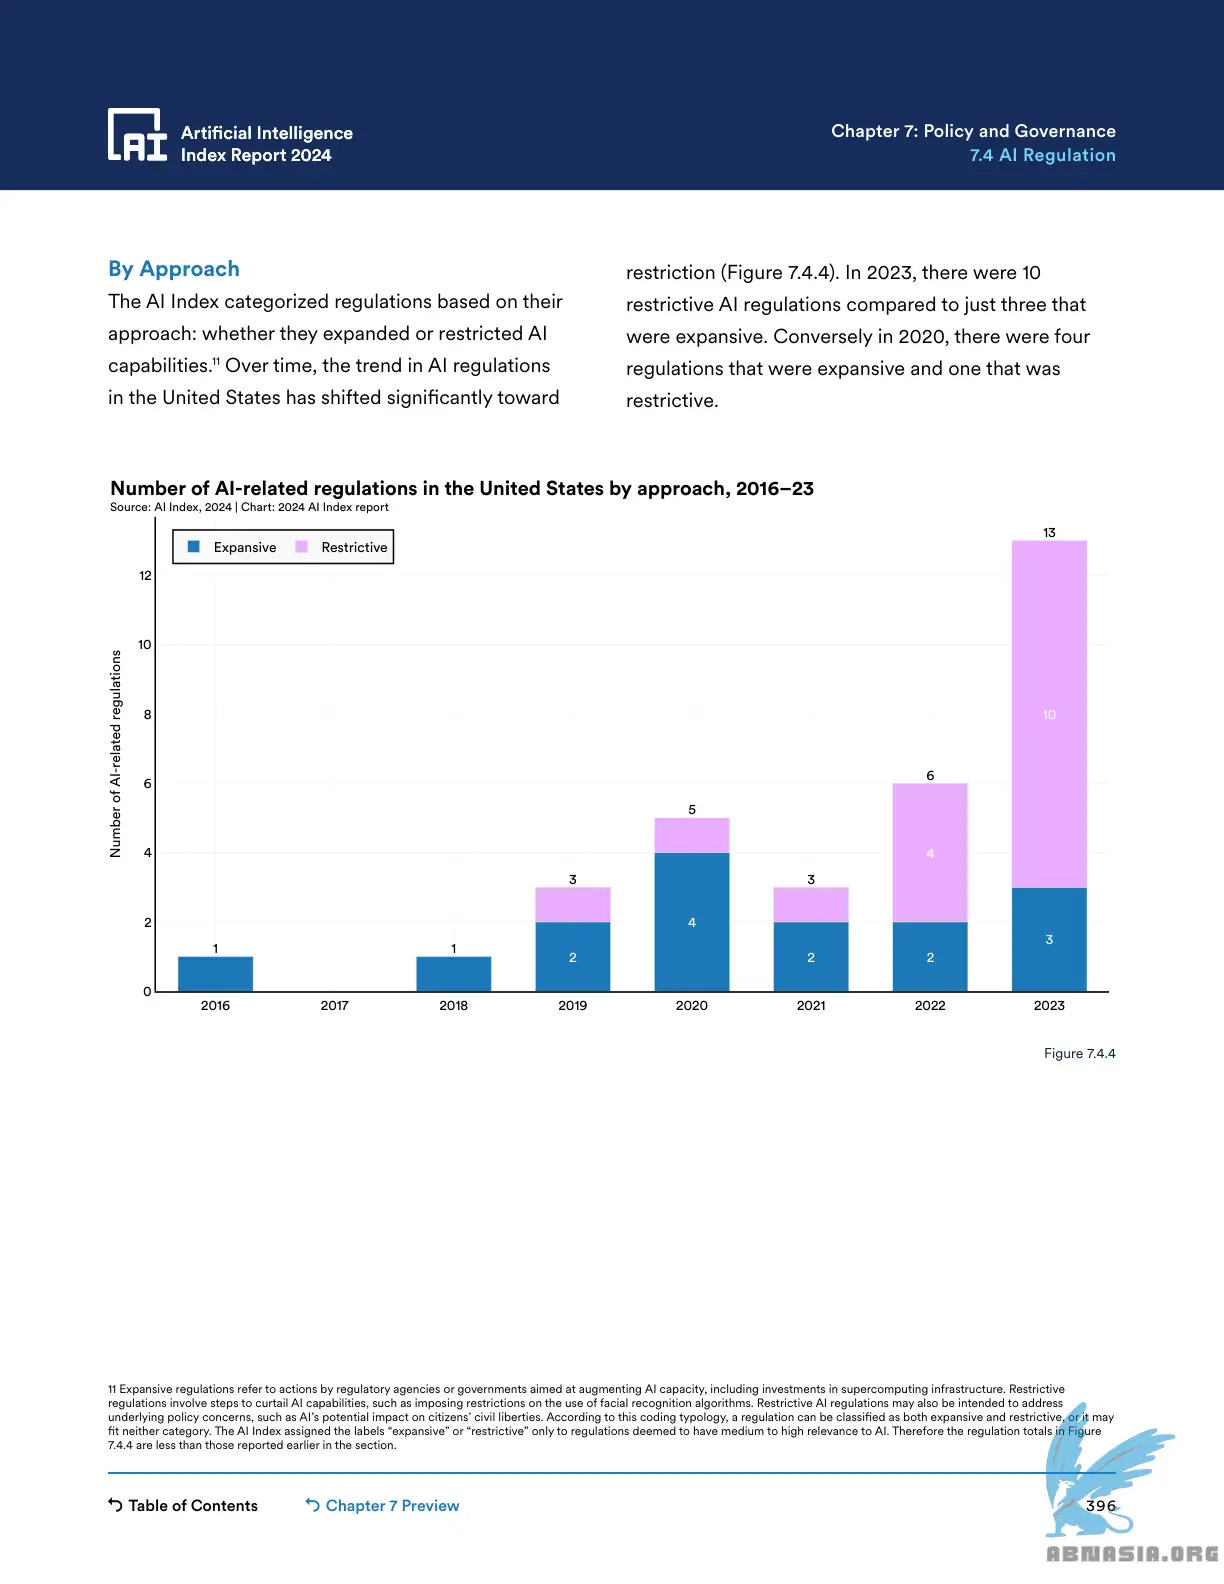 Artificial Intelligence
Index Report 2024
Chapter 7: Policy and Governance
7.4 AI Regulation
By Approach
The AI Index categorized regulations based on their
approach: whether they expanded or restricted AI
capabilities.11 Over time, the trend in AI regulations
in the United States has shifted significantly toward
restriction (Figure 7.4.4). In 2023, there were 10
restrictive AI regulations compared to just three that
were expansive. Conversely in 2020, there were four
regulations that were expansive and one that was
restrictive.
Number of AI-related regulations in the United States by approach, 2016–23
Source: AI Index, 2024 | Chart: 2024 AI Index report
Expansive Restrictive
Number of AI-related regulations
12
10
8
6
4
2
0
1
1
3
2
5
4
3
2
6
4
2
13
10
3
2016 2017 2018 2019 2020 2021 2022 2023
Figure 7.4.4
11 Expansive regulations refer to actions by regulatory agencies or governments aimed at augmenting AI capacity, including investments in supercomputing infrastructure. Restrictive
regulations involve steps to curtail AI capabilities, such as imposing restrictions on the use of facial recognition algorithms. Restrictive AI regulations may also be intended to address
underlying policy concerns, such as AI’s potential impact on citizens’ civil liberties. According to this coding typology, a regulation can be classified as both expansive and restrictive, or it may
fit neither category. The AI Index assigned the labels “expansive” or “restrictive” only to regulations deemed to have medium to high relevance to AI. Therefore the regulation totals in Figure
7.4.4 are less than those reported earlier in the section.
Table of Contents
Chapter 7 Preview
396
ABNASIA.ORG